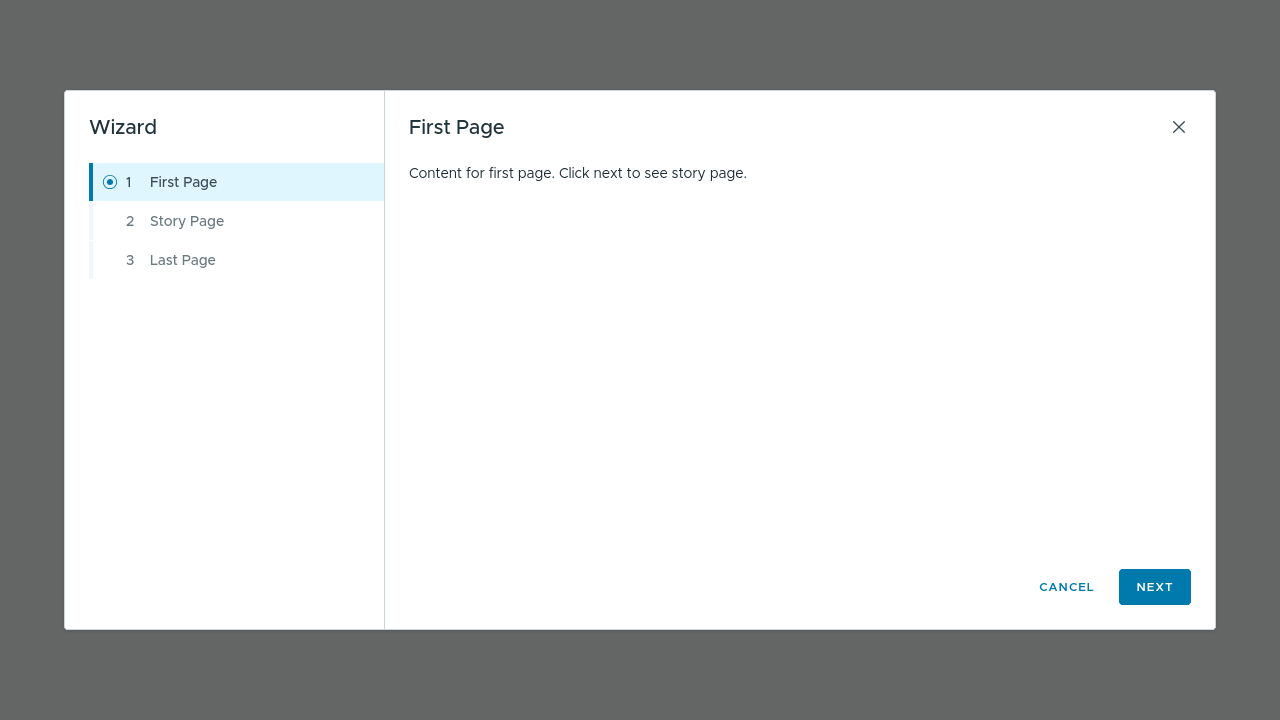 Wizard
1 First Page
2 Story Page
3 Last Page
First Page
Content for first page. Click next to see story page.
CANCEL NEXT